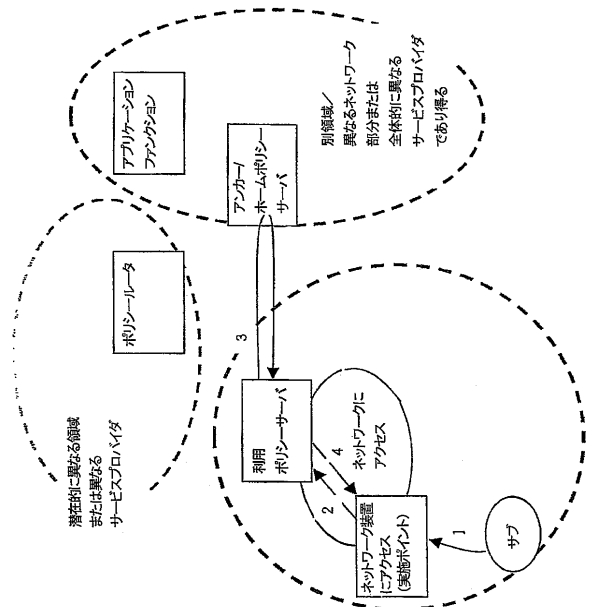 潜在的に異なる領域
または異なる
サービスプロバイダ
ポリシールータ
アプリケーション
ファンクション
アンカー/
ホームポリシー
サーバ
別領域/
異なるネットワーク
部分または
全体的に異なる
サービスプロバイダ
であり得る
3
利用
ポリシーサーバ
2
4
ネットワークに
アクセス
ネットワーク装置
にアクセス
(実施ポイント)
1
サブ